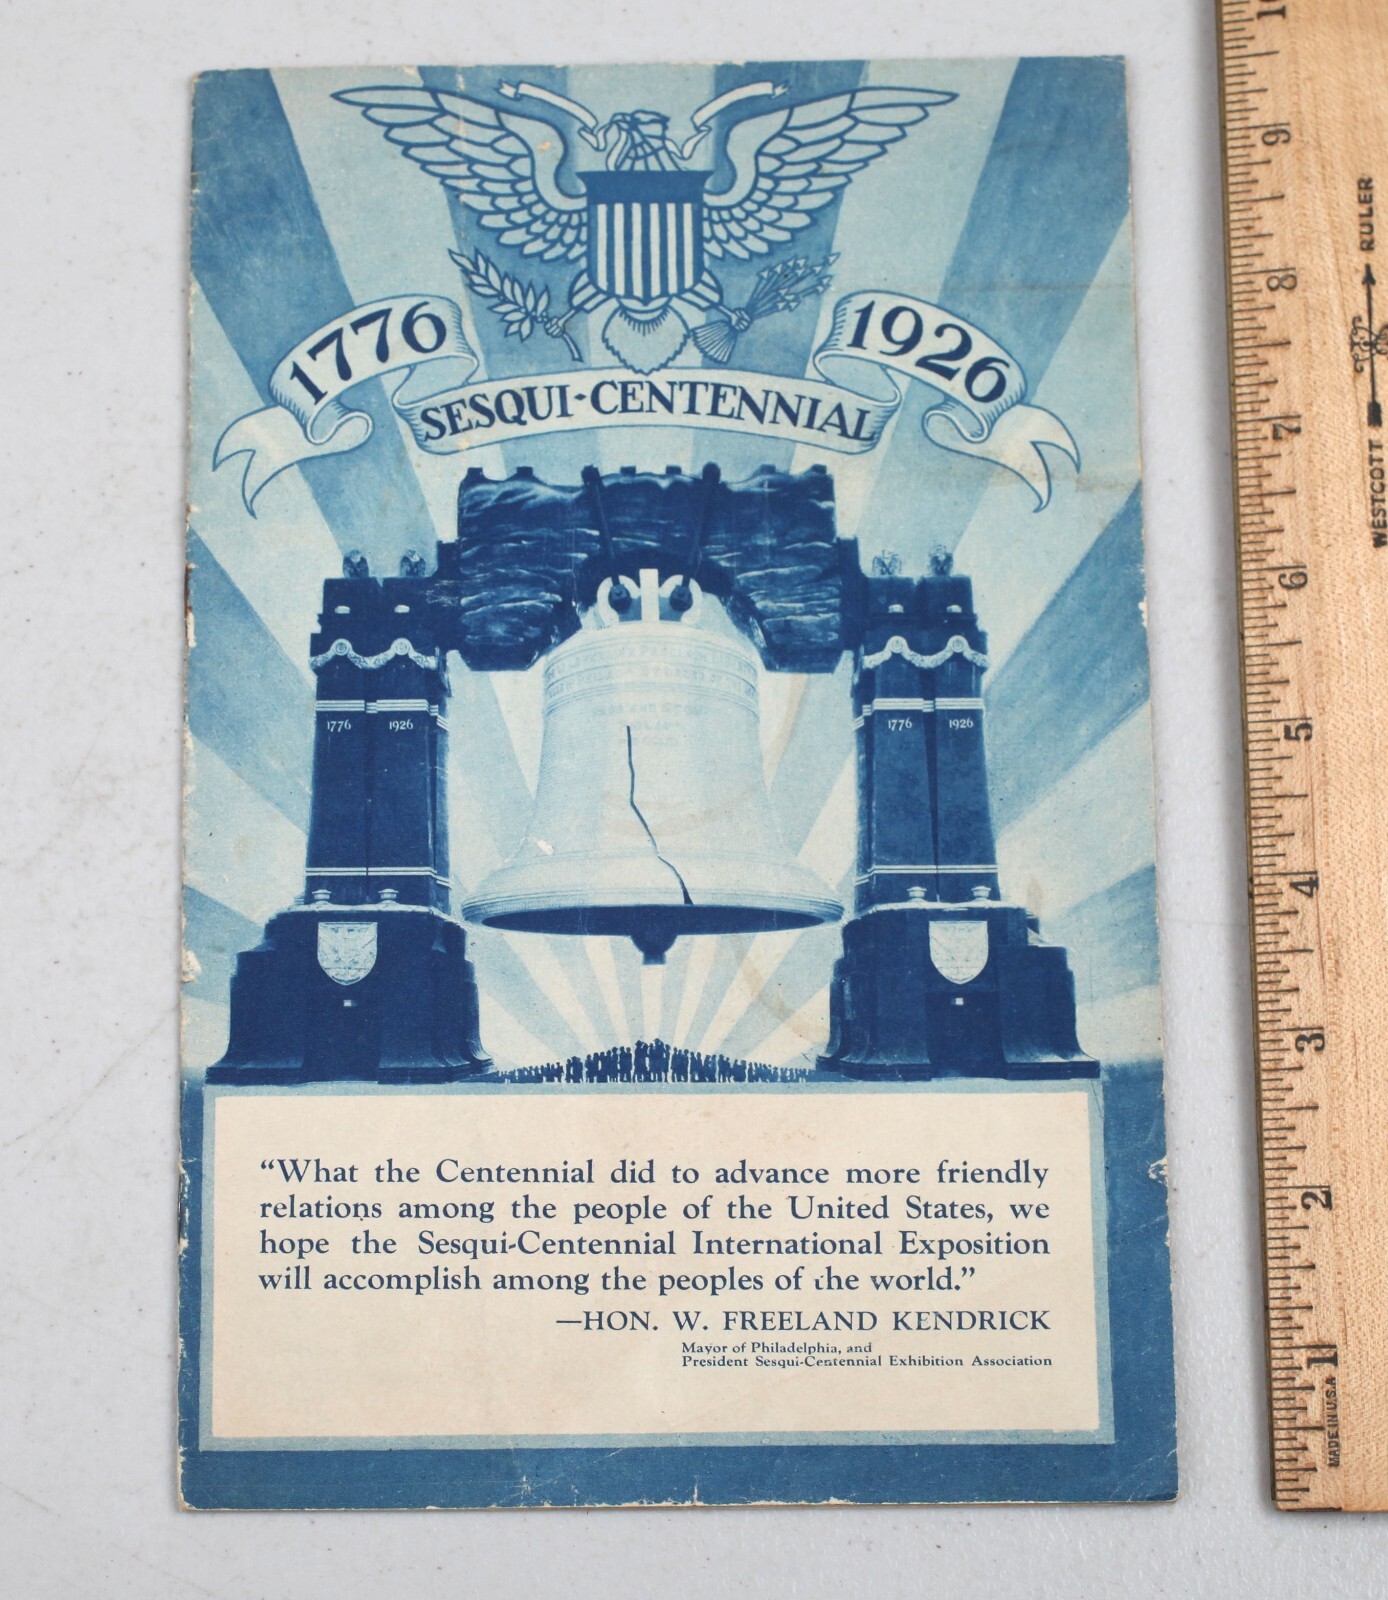 1776
1926
SESQUI-CENTENNIAL
1776 1926
1776 1926
“What the Centennial did to advance more friendly
relations among the people of the United States, we
hope the Sesqui-Centennial International Exposition
will accomplish among the peoples of the world.”
—HON. W. FREELAND KENDRICK
Mayor of Philadelphia, and
President Sesqui-Centennial Exhibition Association
10
9
8
7
6
5
4
3
2
1
WESTCOTT RULER
MADE IN U.S.A